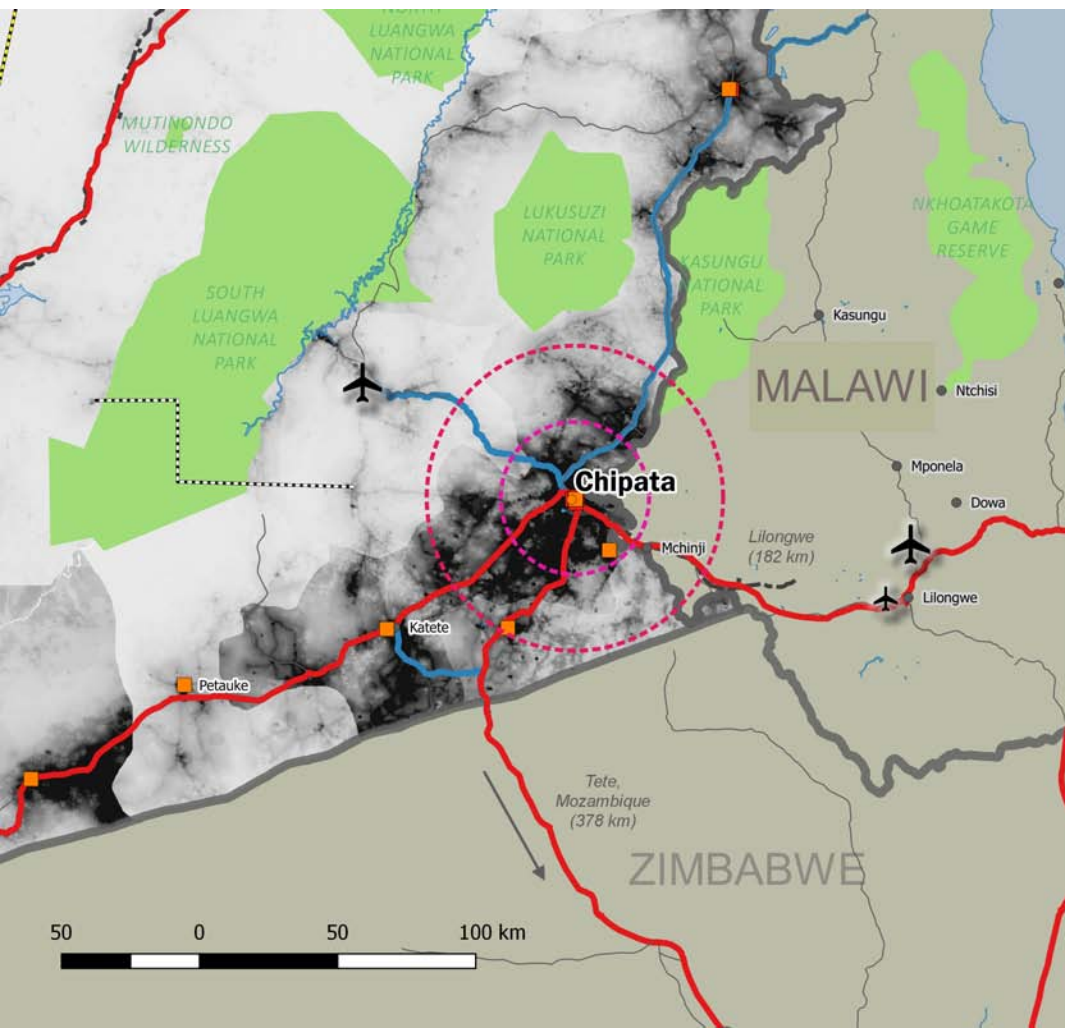 NORTH
LUANGWA
NATIONAL
PARK
MUTINONDO
WILDERNESS
LUKUSUZI
NATIONAL
PARK
NKHOATAKOTA
GAME
RESERVE
KASUNGU
NATIONAL
PARK
SOUTH
LUANGWA
NATIONAL
PARK
Kasungu
MALAWI
Ntchisi
Mponela
Chipata
Dowa
Lilongwe
(182 km)
Mchinji
Lilongwe
Katete
Petauke
Tete,
Mozambique
(378 km)
ZIMBABWE
50 0 50 100 km